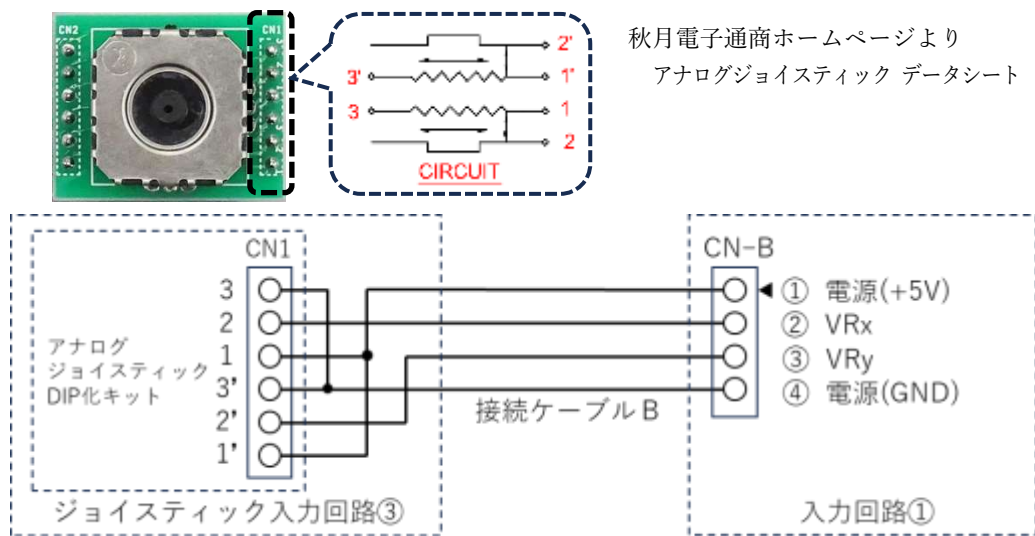 CN2
CN1
2'
3'
1'
3
1
2
CIRCUIT
秋月電子通商ホームページより
アナログジョイスティック データシート
CN1
3
2
1
3'
2'
1'
アナログ
ジョイスティック
DIP化キット
接続ケーブルB
CN-B
① 電源(+5V)
② VRx
③ VRy
④ 電源(GND)
ジョイスティック入力回路③
入力回路①